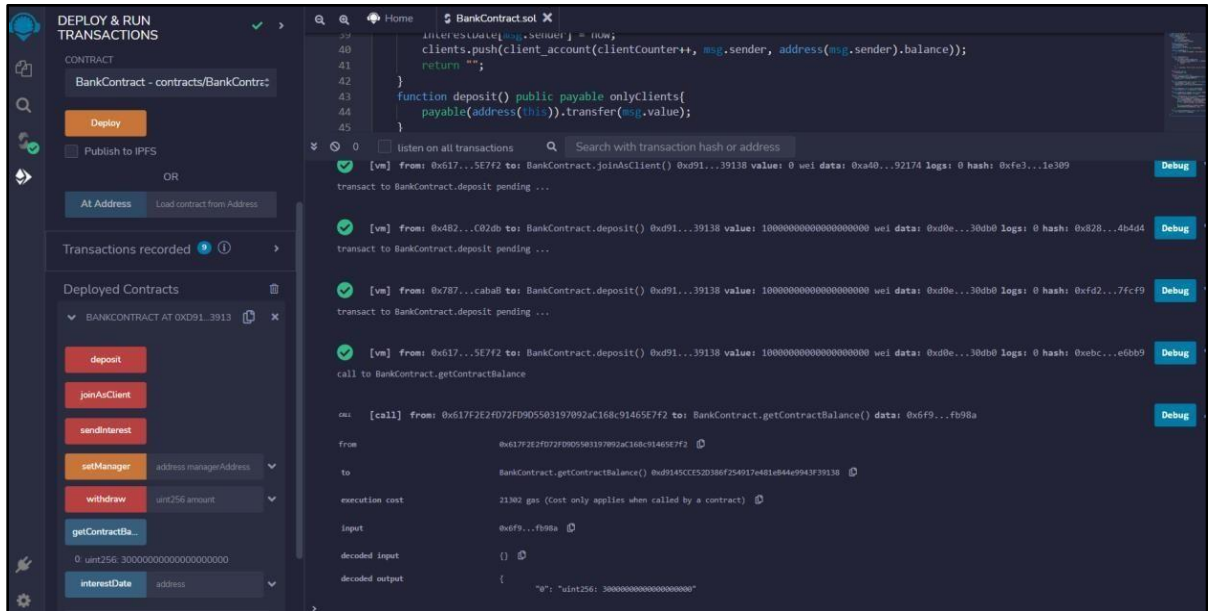 DEPLOY & RUN
TRANSACTIONS
CONTRACT
BankContract - contracts/BankContra
Deploy
Publish to IPFS
OR
At Address
Load contract from Address
Transactions recorded 9
Deployed Contracts
BANKCONTRACT AT 0XD91...3913
deposit
joinAsClient
sendInterest
setManager
address managerAddress
withdraw
uint256 amount
getContractBa...
0: uint256: 3000000000000000000
interestDate
address
Home
BankContract.sol
39 interestDate[msg.sender] = now;
40 clients.push(client_account(clientCounter++, msg.sender, address(msg.sender).balance));
41 return "";
42 }
43 function deposit() public payable onlyClients{
44 payable(address(this)).transfer(msg.value);
45 }
0
listen on all transactions
Search with transaction hash or address
[vm] from: 0x617...5E7f2 to: BankContract.joinAsClient() 0xd91...39138 value: 0 wei data: 0xa40...92174 logs: 0 hash: 0xfe3...1e309
Debug
transact to BankContract.deposit pending ...
[vm] from: 0x482...C02db to: BankContract.deposit() 0xd91...39138 value: 1000000000000000000 wei data: 0xd0e...30db0 logs: 0 hash: 0x828...4b4d4
Debug
transact to BankContract.deposit pending ...
[vm] from: 0x787...cabaB to: BankContract.deposit() 0xd91...39138 value: 1000000000000000000 wei data: 0xd0e...30db0 logs: 0 hash: 0xfd2...7fcf9
Debug
transact to BankContract.deposit pending ...
[vm] from: 0x617...5E7f2 to: BankContract.deposit() 0xd91...39138 value: 1000000000000000000 wei data: 0xd0e...30db0 logs: 0 hash: 0xebc...e6bb9
Debug
call to BankContract.getContractBalance
CALL [call] from: 0x617F2E2fD72FD9D5503197092aC168c91465E7f2 to: BankContract.getContractBalance() data: 0x6f9...fb98a
Debug
from 0x617F2E2fD72FD9D5503197092aC168c91465E7f2
to BankContract.getContractBalance() 0xd9145CCE52D386f254917e481eB44e9943F39138
execution cost 21302 gas (Cost only applies when called by a contract)
input 0x6f9...fb98a
decoded input {}
decoded output {
"0": "uint256: 3000000000000000000"